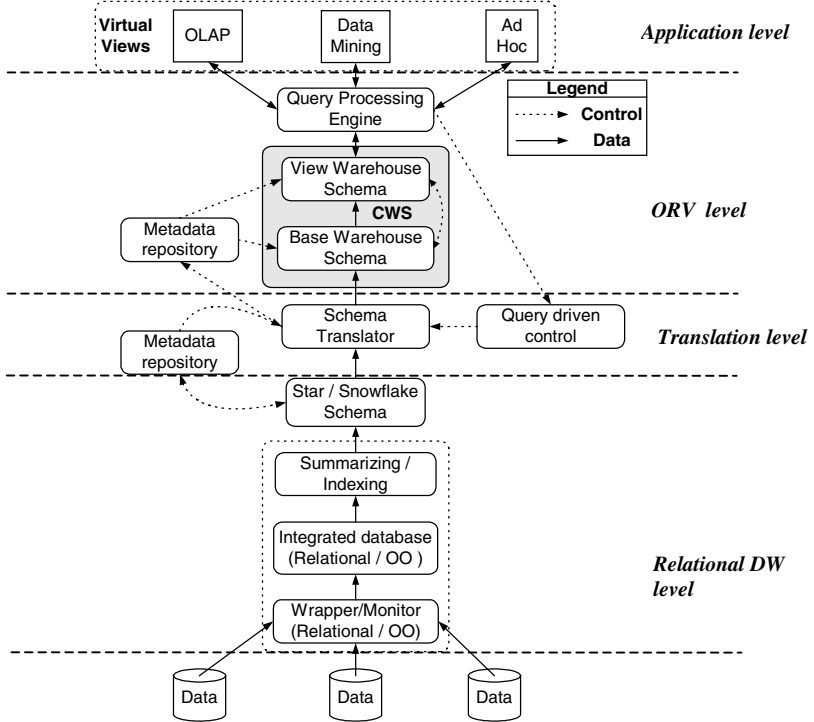 Virtual
Views
OLAP
Data
Mining
Ad
Hoc
Application level
Query Processing
Engine
Legend
Control
Data
View Warehouse
Schema
CWS
Metadata
repository
Base Warehouse
Schema
ORV level
Schema
Translator
Query driven
control
Metadata
repository
Translation level
Star / Snowflake
Schema
Summarizing /
Indexing
Integrated database
(Relational / OO )
Wrapper/Monitor
(Relational / OO)
Relational DW
level
Data
Data
Data